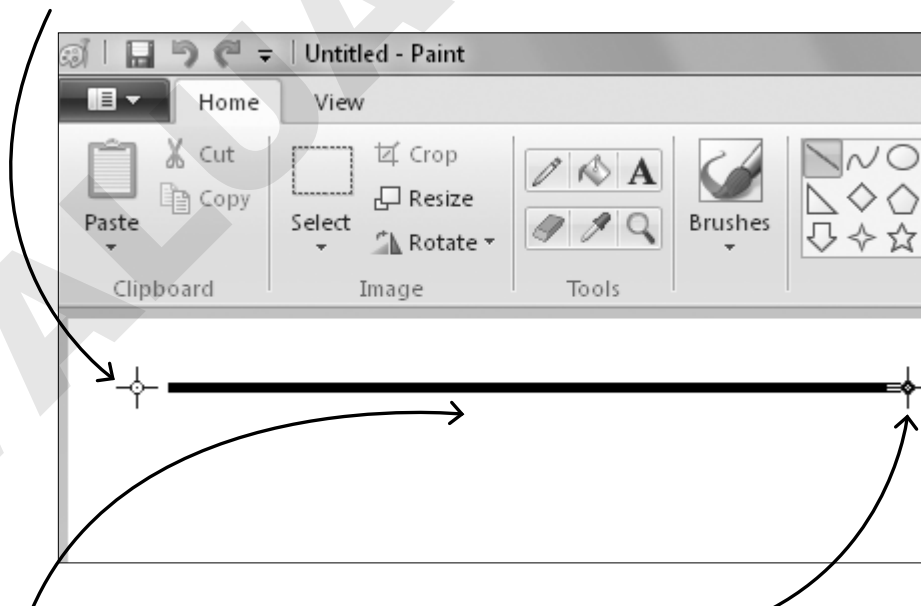 Untitled - Paint
Home View
Cut
Copy
Paste
Clipboard
Select
Crop
Resize
Rotate
Image
A
Tools
Brushes